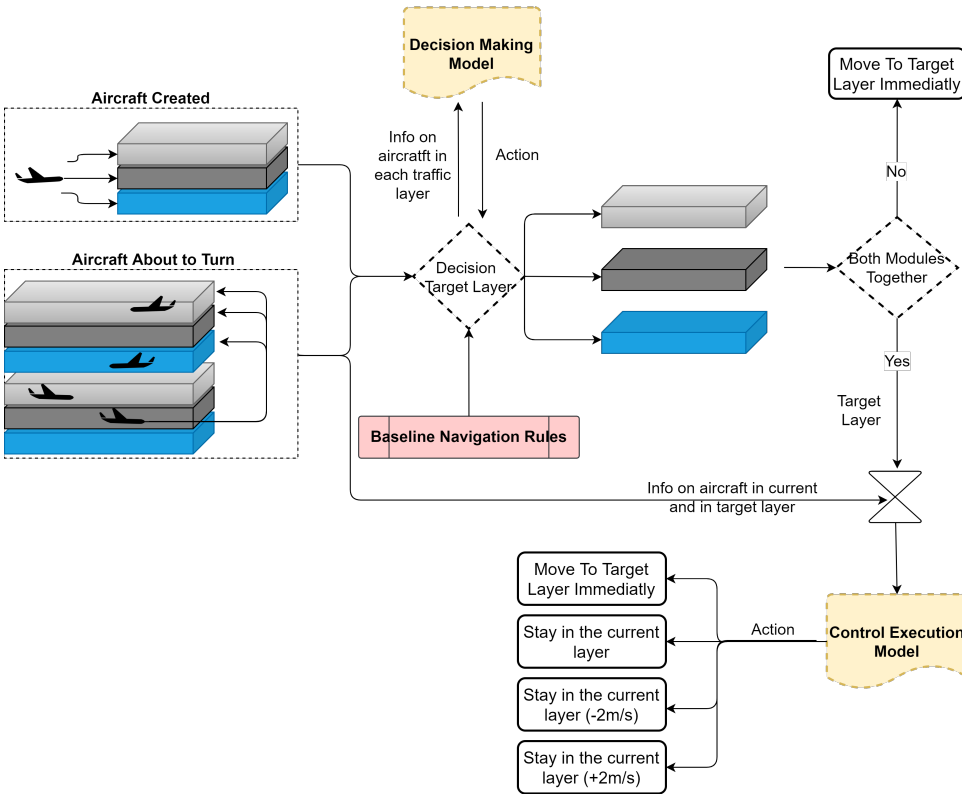 Decision Making
Model
Move To Target
Layer Immediatly
Aircraft Created
Info on
aircratft in
each traffic
layer
Action
No
Aircraft About to Turn
Decision
Target Layer
Both Modules
Together
Yes
Target
Layer
Baseline Navigation Rules
Info on aircraft in current
and in target layer
Move To Target
Layer Immediatly
Stay in the current
layer
Action
Control Execution
Model
Stay in the current
layer (-2m/s)
Stay in the current
layer (+2m/s)